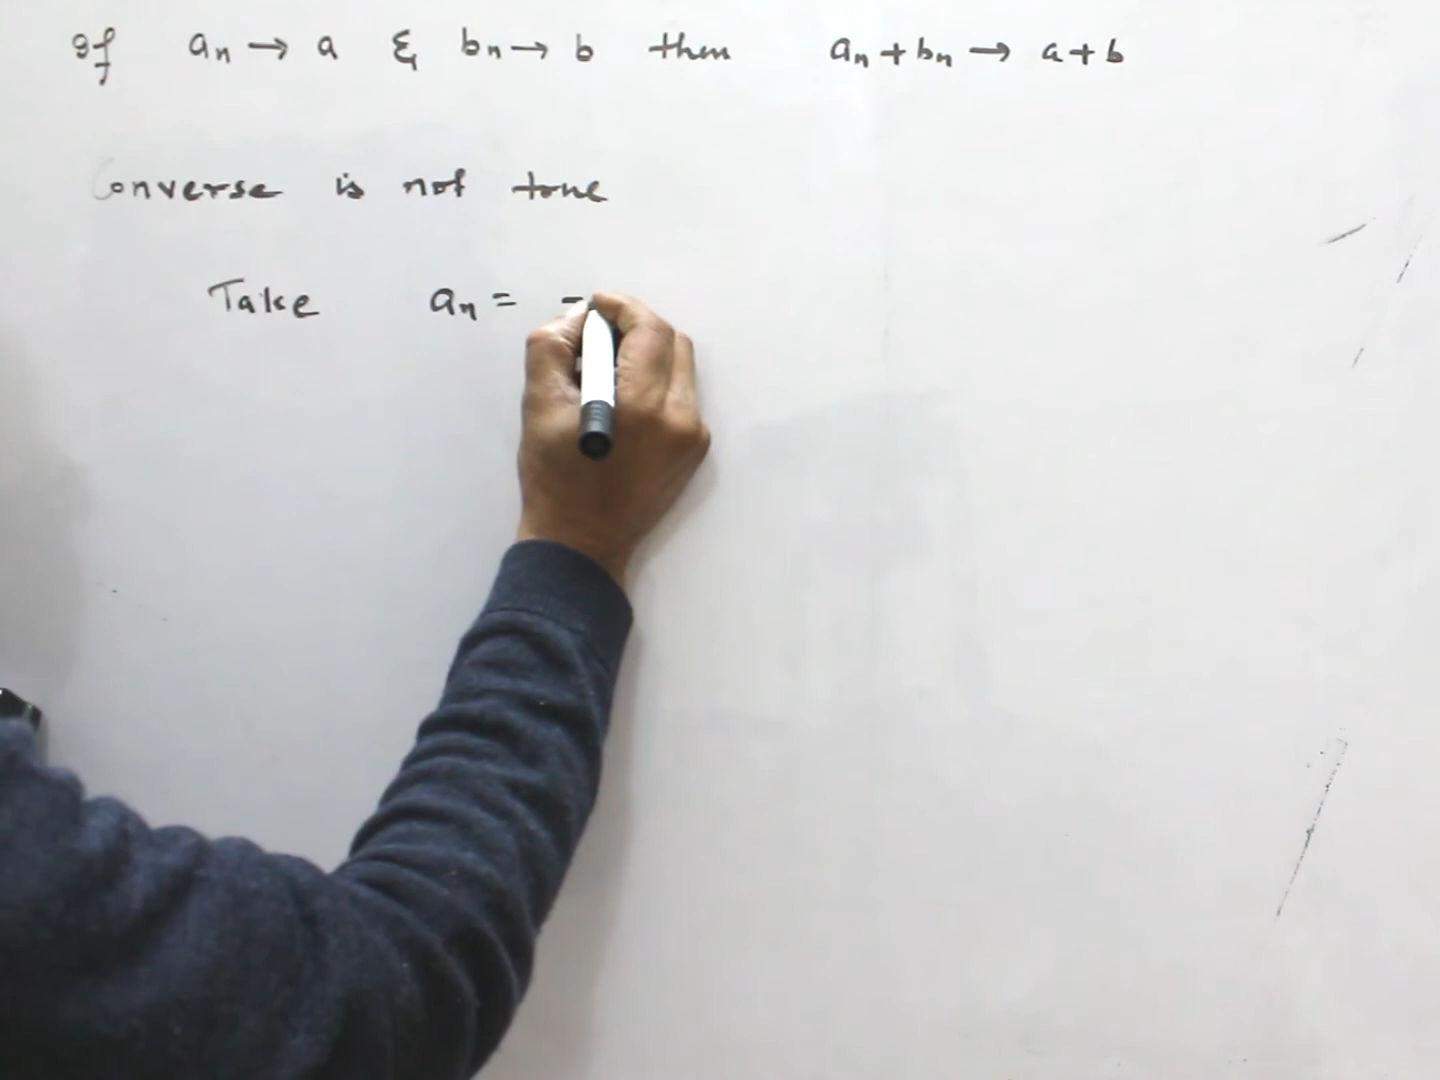 If aₙ → a & bₙ → b then aₙ + bₙ → a + b
Converse is not true
Take aₙ = -